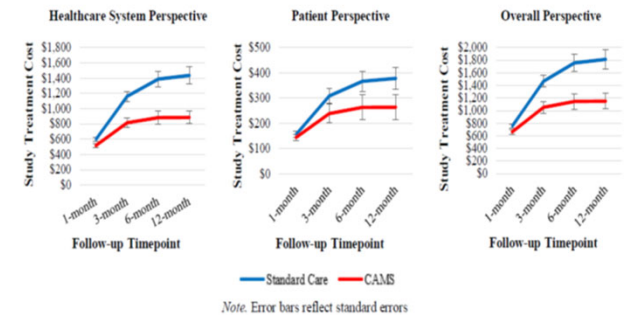 Healthcare System Perspective
Study Treatment Cost
$1,800
$1,600
$1,400
$1,200
$1,000
$800
$600
$400
$200
$0
1-month
3-month
6-month
12-month
Follow-up Timepoint
Patient Perspective
Study Treatment Cost
$500
$400
$300
$200
$100
$0
1-month
3-month
6-month
12-month
Follow-up Timepoint
Overall Perspective
Study Treatment Cost
$2,000
$1,800
$1,600
$1,400
$1,200
$1,000
$800
$600
$400
$200
$0
1-month
3-month
6-month
12-month
Follow-up Timepoint
Standard Care CAMS
Note. Error bars reflect standard errors